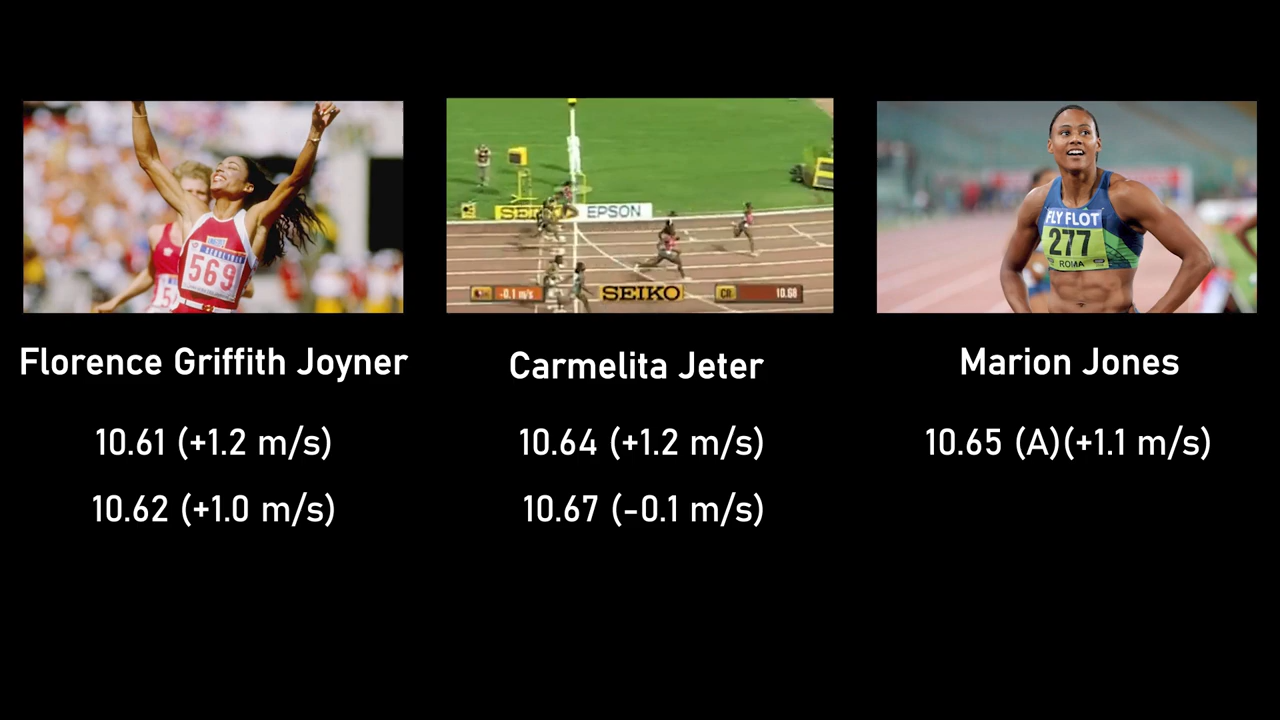 569
SEIKO EPSON
-0.1 m/s
SEIKO
CR 10.68
FLY FLOT
277
ROMA
Florence Griffith Joyner
Carmelita Jeter
Marion Jones
10.61 (+1.2 m/s)
10.64 (+1.2 m/s)
10.65 (A)(+1.1 m/s)
10.62 (+1.0 m/s)
10.67 (-0.1 m/s)